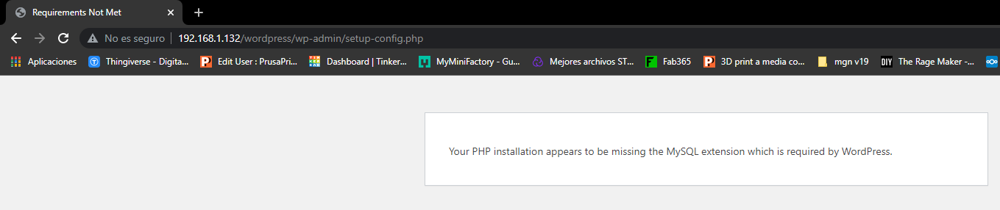 Requirements Not Met
No es seguro 192.168.1.132/wordpress/wp-admin/setup-config.php
Aplicaciones Thingiverse - Digita... Edit User : PrusaPri... Dashboard | Tinker... MyMiniFactory - Gu... Mejores archivos ST... Fab365 3D print a media co... mgn v19 DIY The Rage Maker -...
Your PHP installation appears to be missing the MySQL extension which is required by WordPress.